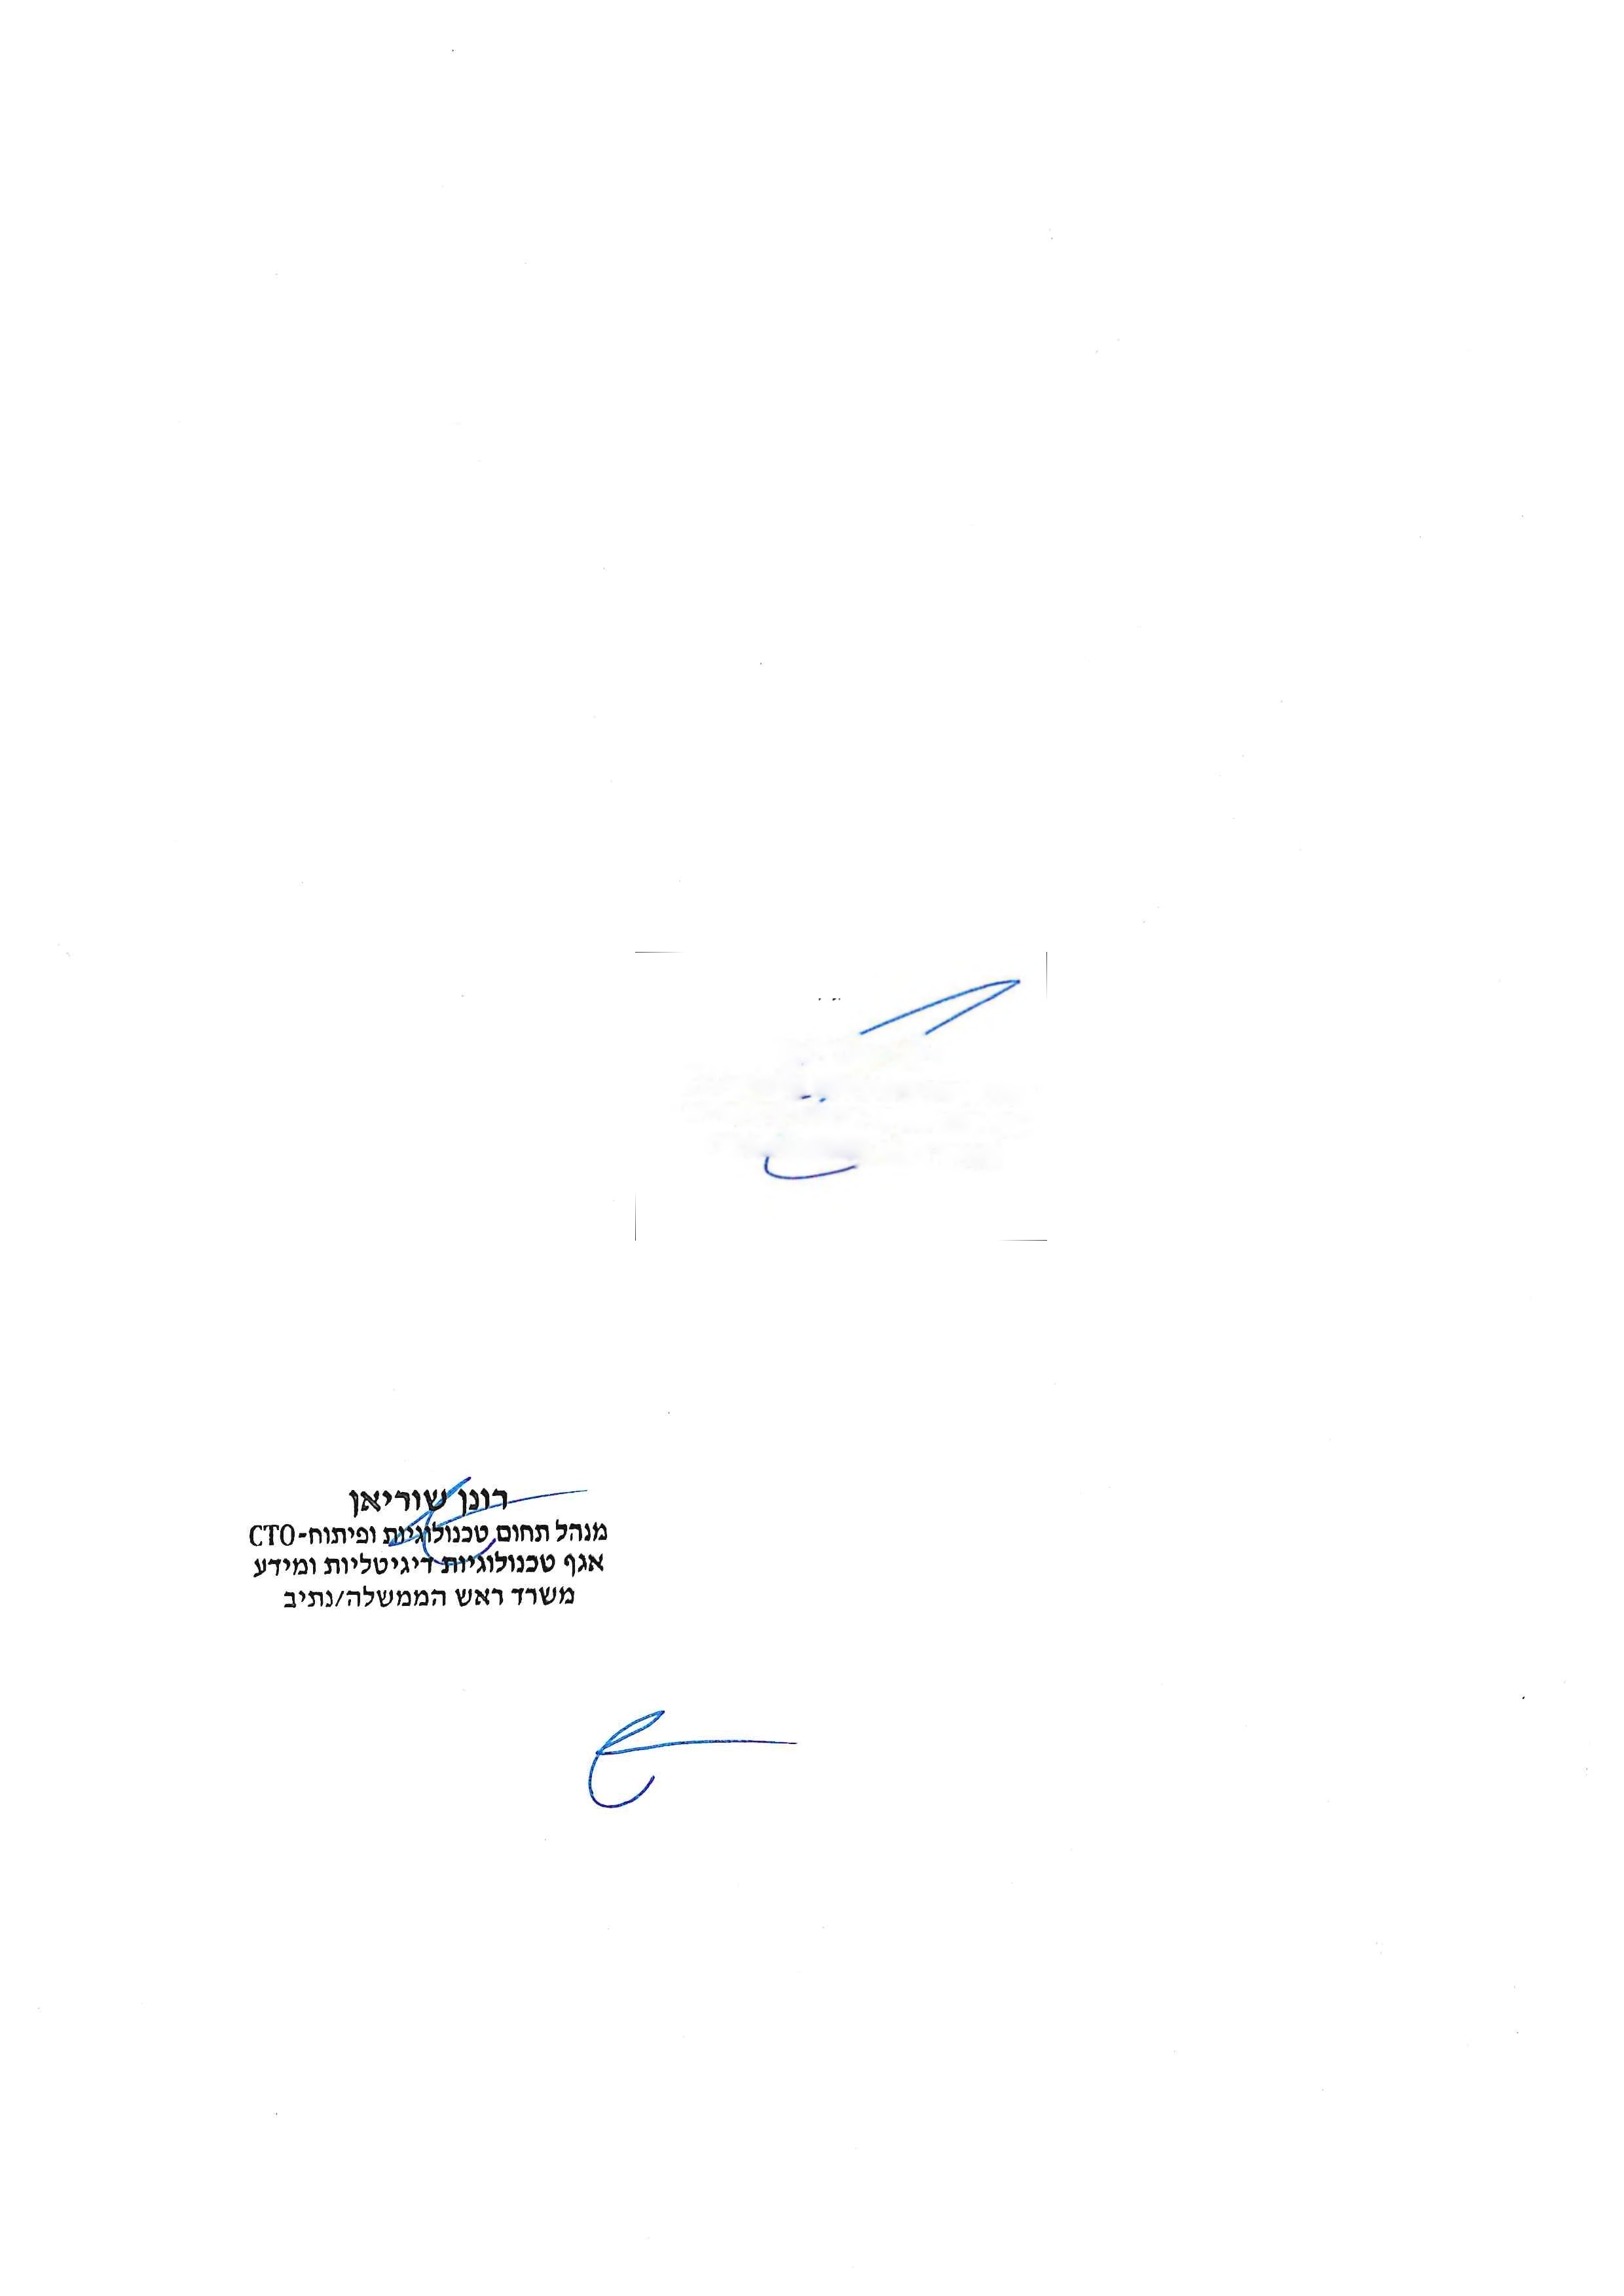 רונן שוריאן
מנהל תחום טכנולוגיות ופיתוח-CTO
אגף טכנולוגיות דיגיטליות ומידע
משרד ראש הממשלה/נתיב